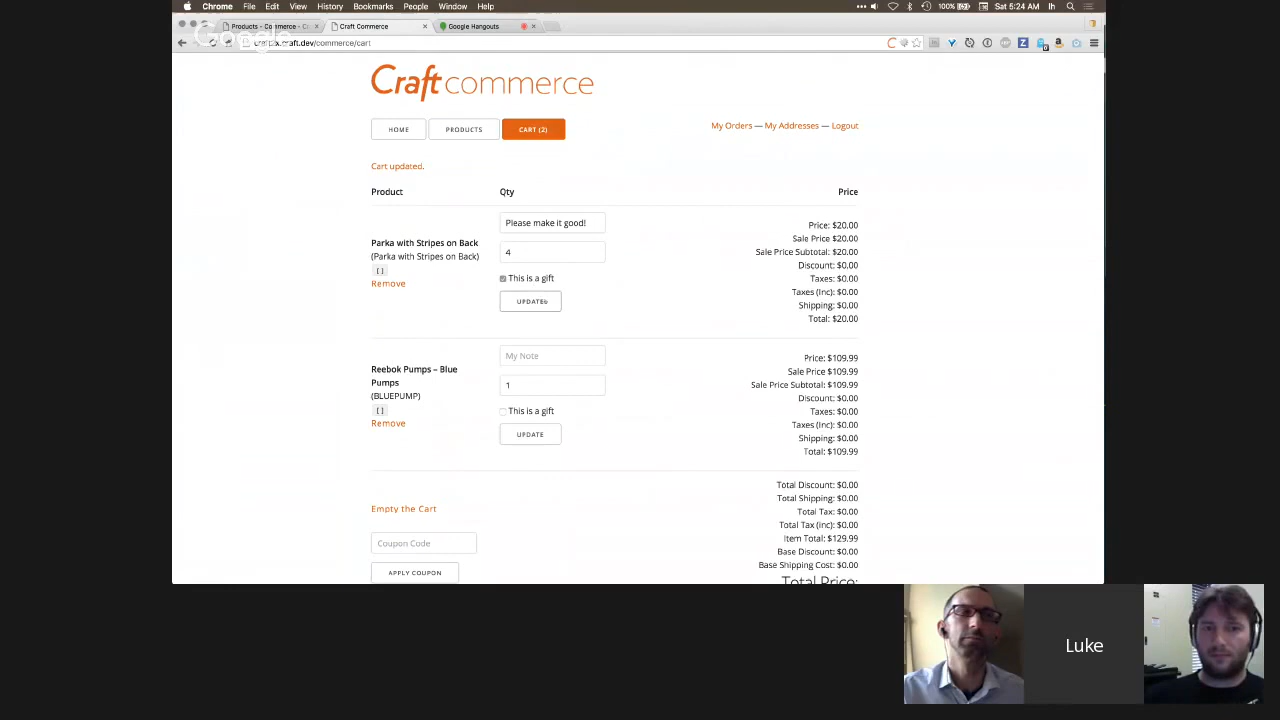 Chrome File Edit View History Bookmarks People Window Help
100% Sat 5:24 AM lh
Products - Commerce - C
Craft Commerce
Google Hangouts
Google
craft.dev/commerce/cart
Craft commerce
HOME PRODUCTS CART (2)
My Orders — My Addresses — Logout
Cart updated.
Product Qty Price
Parka with Stripes on Back
(Parka with Stripes on Back)
[ ]
Remove
Please make it good!
4
This is a gift
UPDATE
Price: $20.00
Sale Price $20.00
Sale Price Subtotal: $20.00
Discount: $0.00
Taxes: $0.00
Taxes (Inc): $0.00
Shipping: $0.00
Total: $20.00
Reebok Pumps – Blue
Pumps
(BLUEPUMP)
[ ]
Remove
My Note
1
This is a gift
UPDATE
Price: $109.99
Sale Price $109.99
Sale Price Subtotal: $109.99
Discount: $0.00
Taxes: $0.00
Taxes (Inc): $0.00
Shipping: $0.00
Total: $109.99
Empty the Cart
Coupon Code
APPLY COUPON
Total Discount: $0.00
Total Shipping: $0.00
Total Tax: $0.00
Total Tax (inc): $0.00
Item Total: $129.99
Base Discount: $0.00
Base Shipping Cost: $0.00
Total Price:
Luke